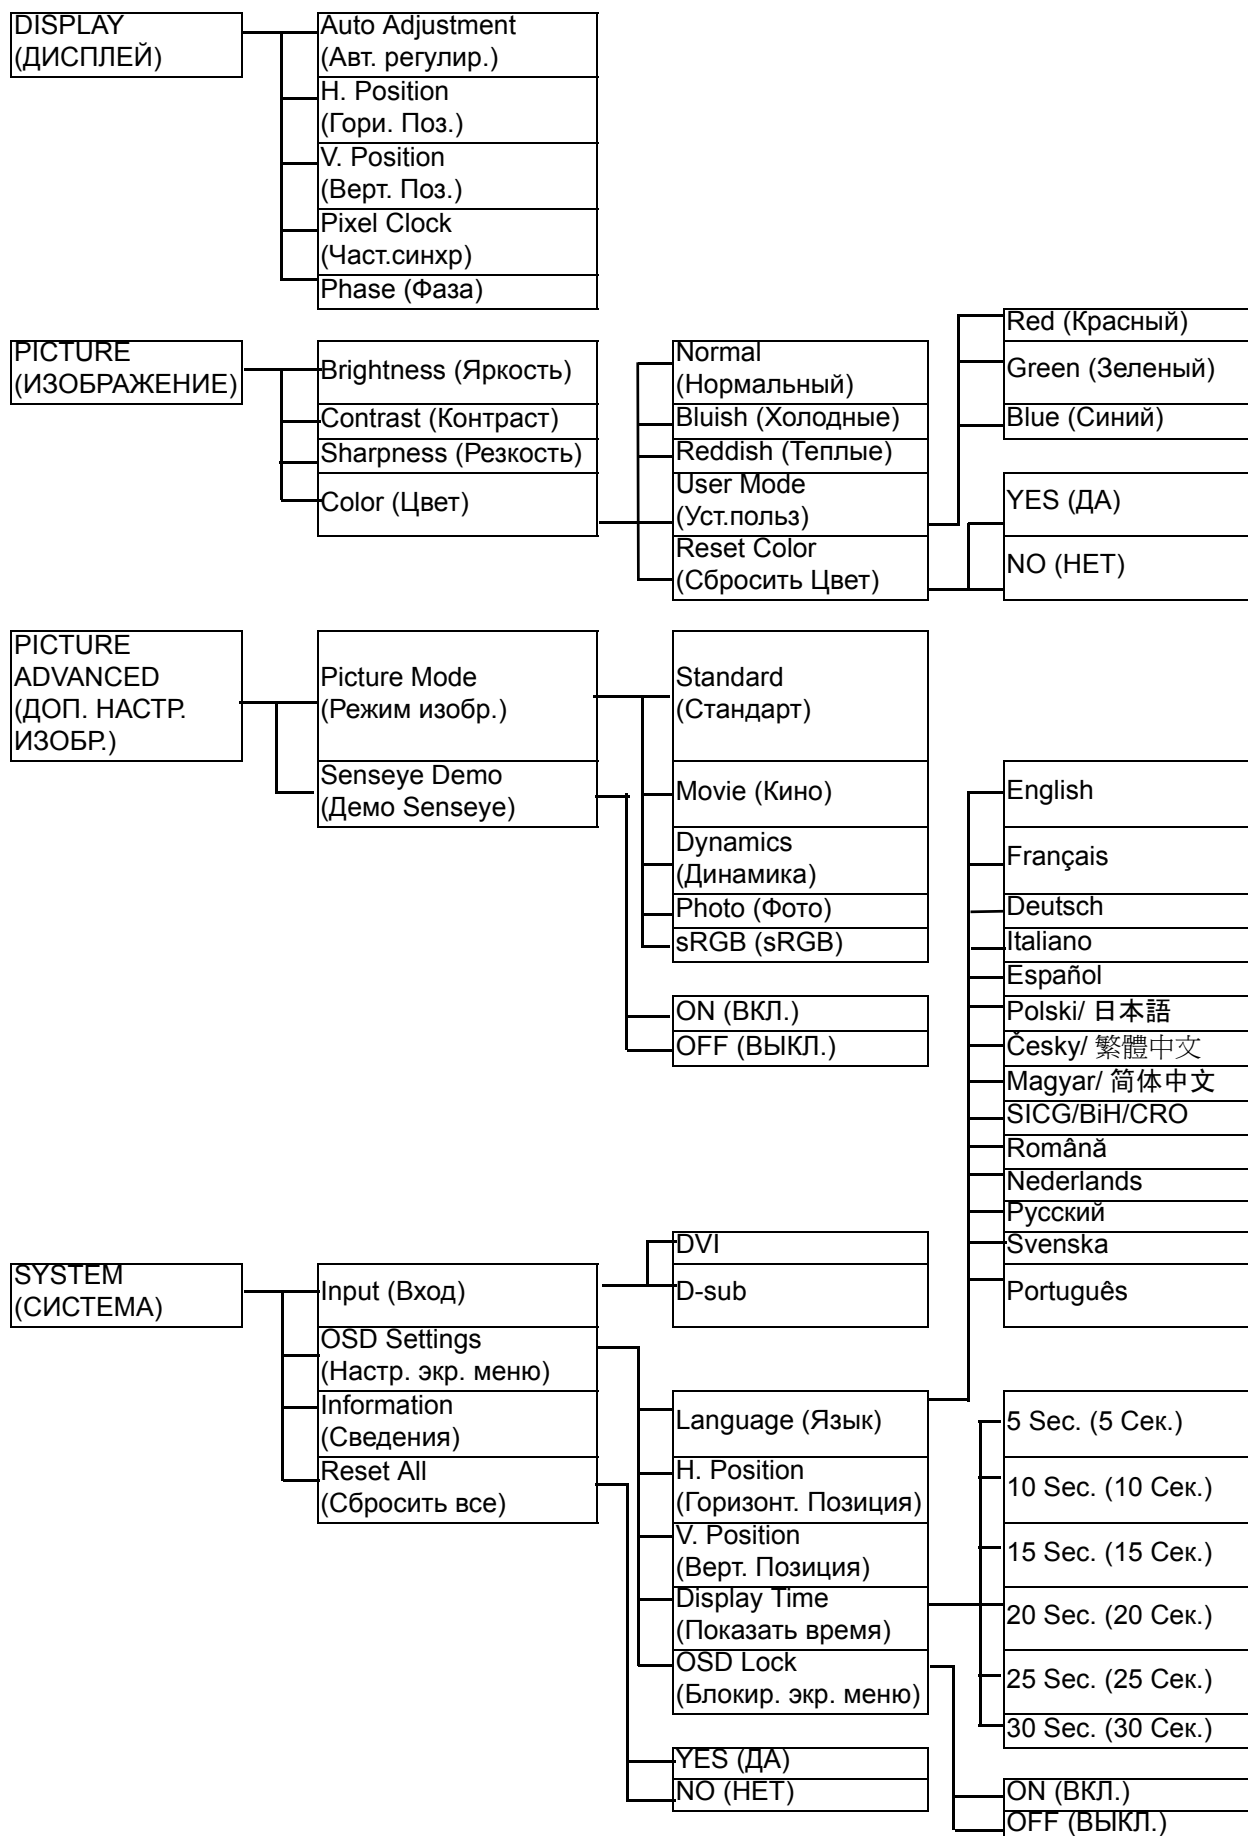 DISPLAY
(ДИСПЛЕЙ)
Auto Adjustment
(Авт. регулир.)
H. Position
(Гори. Поз.)
V. Position
(Верт. Поз.)
Pixel Clock
(Част.синхр)
Phase (Фаза)
PICTURE
(ИЗОБРАЖЕНИЕ)
Brightness (Яркость)
Contrast (Контраст)
Sharpness (Резкость)
Color (Цвет)
Normal
(Нормальный)
Bluish (Холодные)
Reddish (Теплые)
User Mode
(Уст.польз)
Reset Color
(Сбросить Цвет)
Red (Красный)
Green (Зеленый)
Blue (Синий)
YES (ДА)
NO (НЕТ)
PICTURE
ADVANCED
(ДОП. НАСТР.
ИЗОБР.)
Picture Mode
(Режим изобр.)
Senseye Demo
(Демо Senseye)
Standard
(Стандарт)
Movie (Кино)
Dynamics
(Динамика)
Photo (Фото)
sRGB (sRGB)
ON (ВКЛ.)
OFF (ВЫКЛ.)
English
Français
Deutsch
Italiano
Español
Polski/ 日本語
Česky/ 繁體中文
Magyar/ 简体中文
SICG/BiH/CRO
Română
Nederlands
Русский
Svenska
Português
SYSTEM
(СИСТЕМА)
Input (Вход)
OSD Settings
(Настр. экр. меню)
Information
(Сведения)
Reset All
(Сбросить все)
DVI
D-sub
Language (Язык)
H. Position
(Горизонт. Позиция)
V. Position
(Верт. Позиция)
Display Time
(Показать время)
OSD Lock
(Блокир. экр. меню)
YES (ДА)
NO (НЕТ)
5 Sec. (5 Сек.)
10 Sec. (10 Сек.)
15 Sec. (15 Сек.)
20 Sec. (20 Сек.)
25 Sec. (25 Сек.)
30 Sec. (30 Сек.)
ON (ВКЛ.)
OFF (ВЫКЛ.)